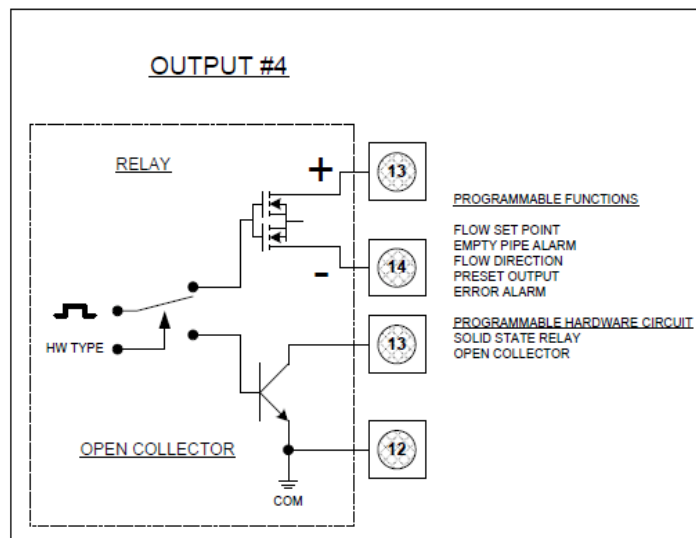 OUTPUT #4
RELAY
+
13
PROGRAMMABLE FUNCTIONS
FLOW SET POINT
EMPTY PIPE ALARM
FLOW DIRECTION
PRESET OUTPUT
ERROR ALARM
-
14
HW TYPE
13
PROGRAMMABLE HARDWARE CIRCUIT
SOLID STATE RELAY
OPEN COLLECTOR
OPEN COLLECTOR
12
COM